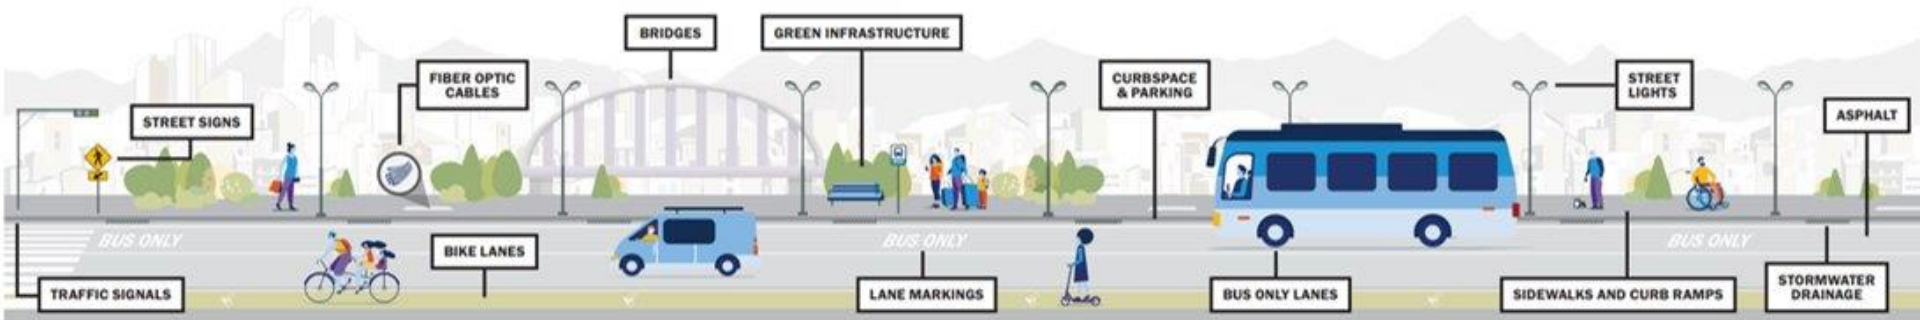 BRIDGES
GREEN INFRASTRUCTURE
FIBER OPTIC
CABLES
CURBSPACE
& PARKING
STREET
LIGHTS
STREET SIGNS
ASPHALT
BUS ONLY
BUS ONLY
BUS ONLY
BIKE LANES
TRAFFIC SIGNALS
LANE MARKINGS
BUS ONLY LANES
SIDEWALKS AND CURB RAMPS
STORMWATER
DRAINAGE